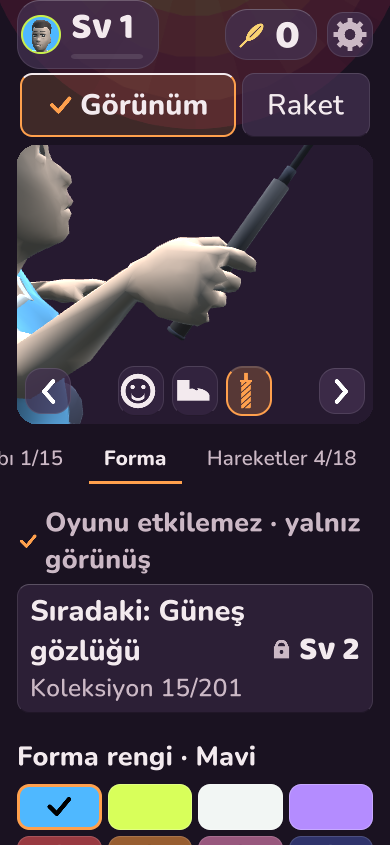 Sv 1
0
Görünüm
Raket
bı 1/15
Forma
Hareketler 4/18
Oyunu etkilemez · yalnız
görünüş
Sıradaki: Güneş
gözlüğü
Sv 2
Koleksiyon 15/201
Forma rengi · Mavi